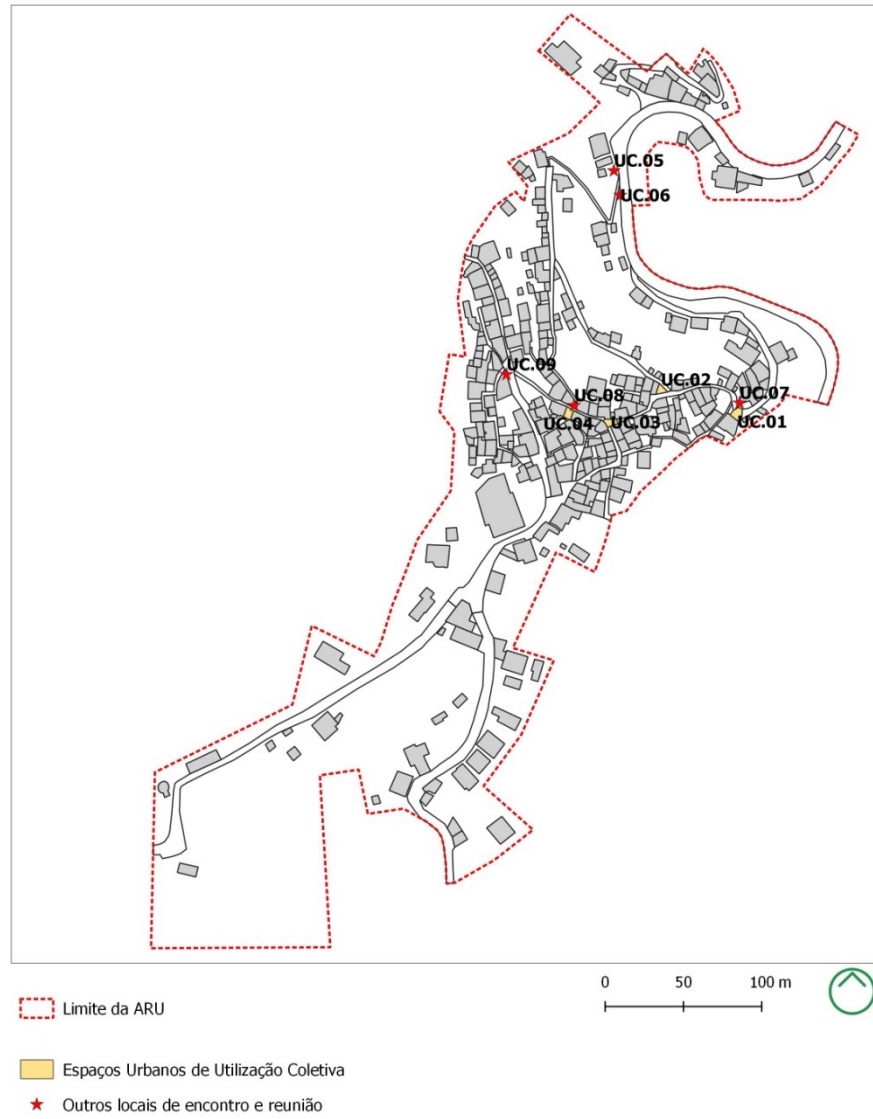 UC.05
UC.06
UC.09
UC.02
UC.08
UC.07
UC.04
UC.03
UC.01
0 50 100 m
Limite da ARU
Espaços Urbanos de Utilização Coletiva
Outros locais de encontro e reunião